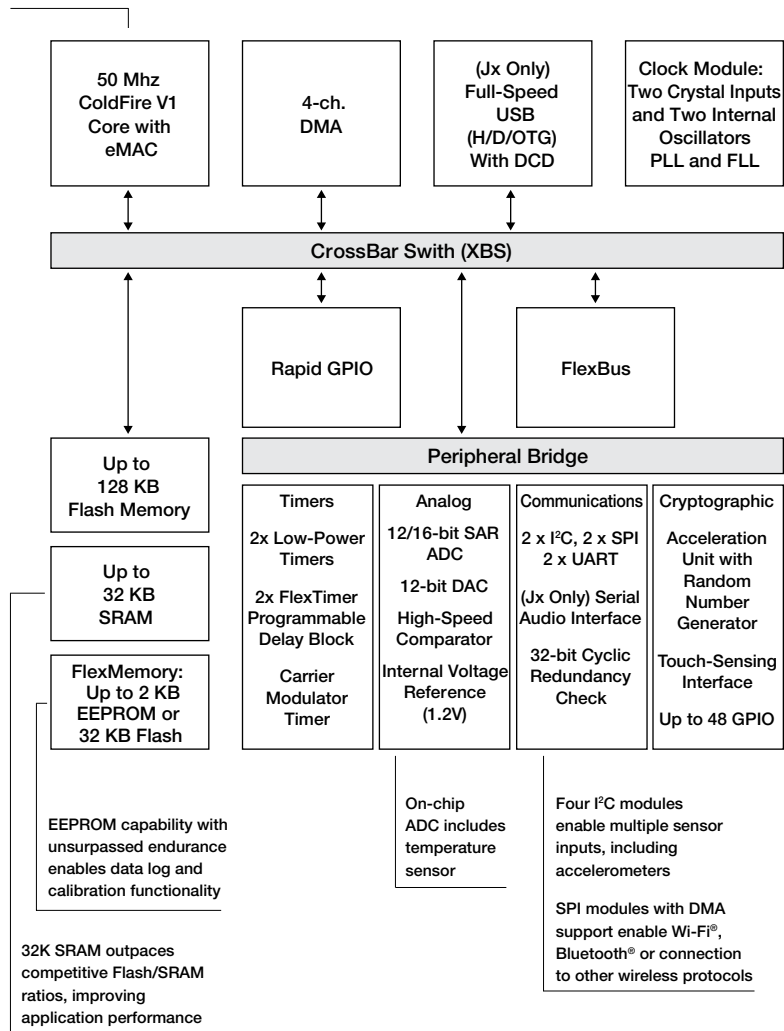 50 Mhz
ColdFire V1
Core with
eMAC
4-ch.
DMA
(Jx Only)
Full-Speed
USB
(H/D/OTG)
With DCD
Clock Module:
Two Crystal Inputs
and Two Internal
Oscillators
PLL and FLL
CrossBar Swith (XBS)
Rapid GPIO
FlexBus
Up to
128 KB
Flash Memory
Up to
32 KB
SRAM
FlexMemory:
Up to 2 KB
EEPROM or
32 KB Flash
Peripheral Bridge
Timers
2x Low-Power
Timers
2x FlexTimer
Programmable
Delay Block
Carrier
Modulator
Timer
Analog
12/16-bit SAR
ADC
12-bit DAC
High-Speed
Comparator
Internal Voltage
Reference
(1.2V)
Communications
2 x I²C, 2 x SPI
2 x UART
(Jx Only) Serial
Audio Interface
32-bit Cyclic
Redundancy
Check
Cryptographic
Acceleration
Unit with
Random
Number
Generator
Touch-Sensing
Interface
Up to 48 GPIO
EEPROM capability with
unsurpassed endurance
enables data log and
calibration functionality
32K SRAM outpaces
competitive Flash/SRAM
ratios, improving
application performance
On-chip
ADC includes
temperature
sensor
Four I²C modules
enable multiple sensor
inputs, including
accelerometers
SPI modules with DMA
support enable Wi-Fi®,
Bluetooth® or connection
to other wireless protocols